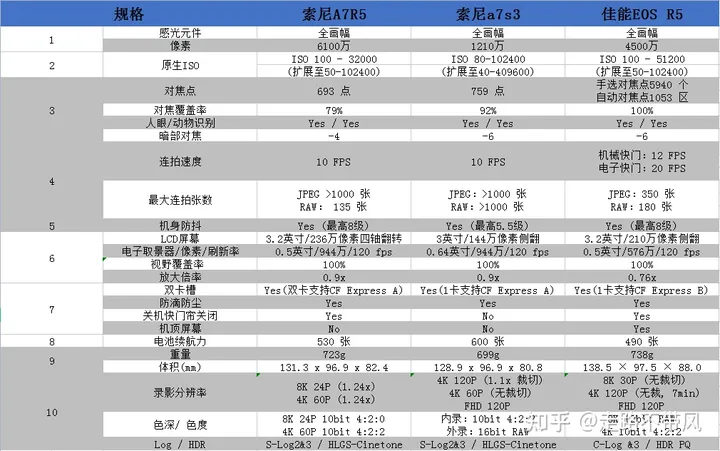 规格 索尼A7R5 索尼a7s3 佳能EOS R5
1 感光元件 全画幅 全画幅 全画幅
像素 6100万 1210万 4500万
2 原生ISO ISO 100 - 32000 ISO 80-102400 ISO 100 - 51200
(扩展至50-102400) (扩展至40-409600) (扩展至50-102400)
3 对焦点 693 点 759 点 手选对焦点5940 个
自动对焦点1053 区
对焦覆盖率 79% 92% 100%
人眼/动物识别 Yes / Yes Yes / Yes Yes / Yes
暗部对焦 -4 -6 -6
4 连拍速度 10 FPS 10 FPS 机械快门: 12 FPS
电子快门: 20 FPS
最大连拍张数 JPEG >1000 张 JPEG: >1000 张 JPEG: 350 张
RAW: 135 张 RAW: >1000 张 RAW: 180 张
5 机身防抖 Yes (最高8级) Yes (最高5.5级) Yes (最高8级)
6 LCD屏幕 3.2英寸/236万像素四轴翻转 3英寸/144万像素侧翻 3.2英寸/210万像素侧翻
电子取景器/像素/刷新率 0.5英寸/944万/120 fps 0.64英寸/944万/120 fps 0.5英寸/576万/120 fps
视野覆盖率 100% 100% 100%
放大倍率 0.9x 0.9x 0.76x
7 双卡槽 Yes(双卡支持CF Express A) Yes(1卡支持CF Express A) Yes(1卡支持CF Express B)
防滴防尘 Yes Yes Yes
关机快门帘关闭 Yes No Yes
机顶屏幕 No No Yes
8 电池续航力 530 张 600 张 490 张
9 重量 723g 699g 738g
体积(mm) 131.3 x 96.9 x 82.4 128.9 x 96.9 x 80.8 138.5 × 97.5 × 88.0
10 录影分辨率 8K 24P (1.24x) 4K 120P (1.1x 裁切) 8K 30P (无裁切)
4K 60P (1.24x) 4K 60P (无裁切) 4K 120P (无裁, 7min)
FHD 120P FHD 120P
色深/ 色度 8K 24P 10bit 4:2:0 内录: 10bit 4:2:2 8K 12bit RAW
4K 60P 10bit 4:2:2 外录: 16bit RAW 4K 10bit 4:2:2
Log / HDR S-Log2&3 / HLGS-Cinetone S-Log2&3 / HLGS-Cinetone C-Log &3 / HDR PQ